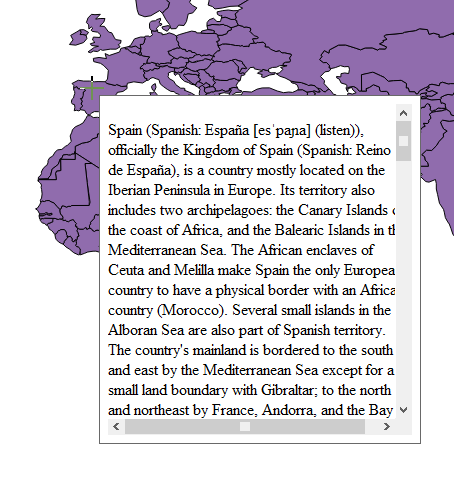 Spain (Spanish: España [esˈpaɲa] (listen)),
officially the Kingdom of Spain (Spanish: Reino
de España), is a country mostly located on the
Iberian Peninsula in Europe. Its territory also
includes two archipelagoes: the Canary Islands
the coast of Africa, and the Balearic Islands in
Mediterranean Sea. The African enclaves of
Ceuta and Melilla make Spain the only Europea
country to have a physical border with an Africa
country (Morocco). Several small islands in the
Alboran Sea are also part of Spanish territory.
The country's mainland is bordered to the south
and east by the Mediterranean Sea except for a
small land boundary with Gibraltar; to the north
and northeast by France, Andorra, and the Bay